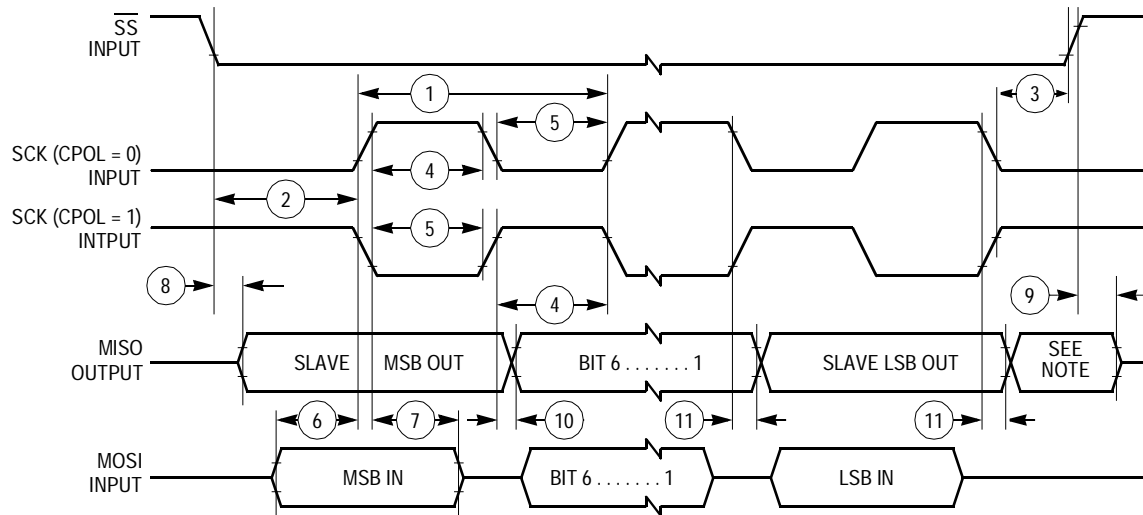 SS
INPUT
1
3
5
SCK (CPOL = 0)
INPUT
4
2
SCK (CPOL = 1)
INTPUT
5
8
9
4
MISO
OUTPUT
SLAVE MSB OUT
BIT 6 . . . . . . . 1
SLAVE LSB OUT
SEE
NOTE
6
7
10
11
11
MOSI
INPUT
MSB IN
BIT 6 . . . . . . . 1
LSB IN